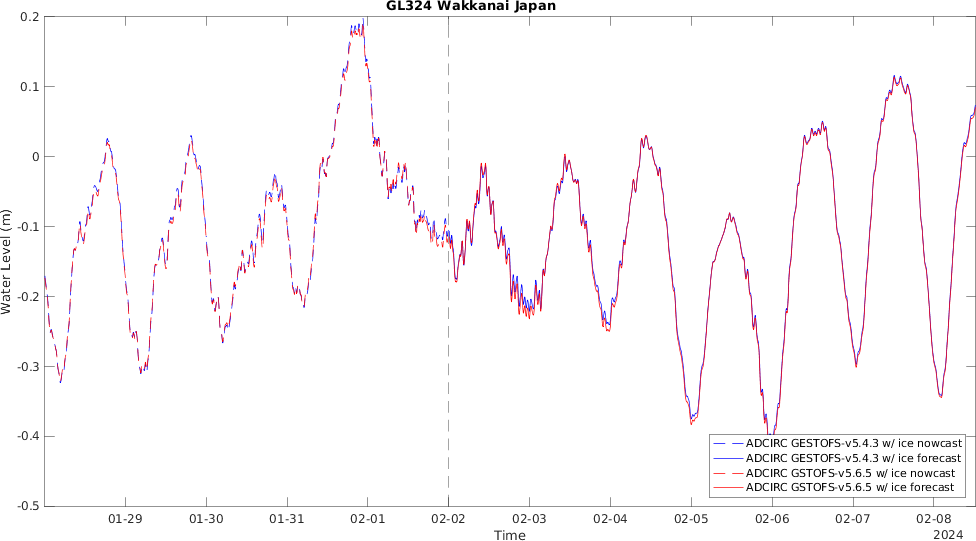 GL324 Wakkanai Japan
0.2
0.1
0
-0.1
-0.2
-0.3
-0.4
-0.5
Water Level (m)
ADCIRC GESTOFS-v5.4.3 w/ ice nowcast
ADCIRC GESTOFS-v5.4.3 w/ ice forecast
ADCIRC GSTOFS-v5.6.5 w/ ice nowcast
ADCIRC GSTOFS-v5.6.5 w/ ice forecast
01-29 01-30 01-31 02-01 02-02 02-03 02-04 02-05 02-06 02-07 02-08
Time
2024